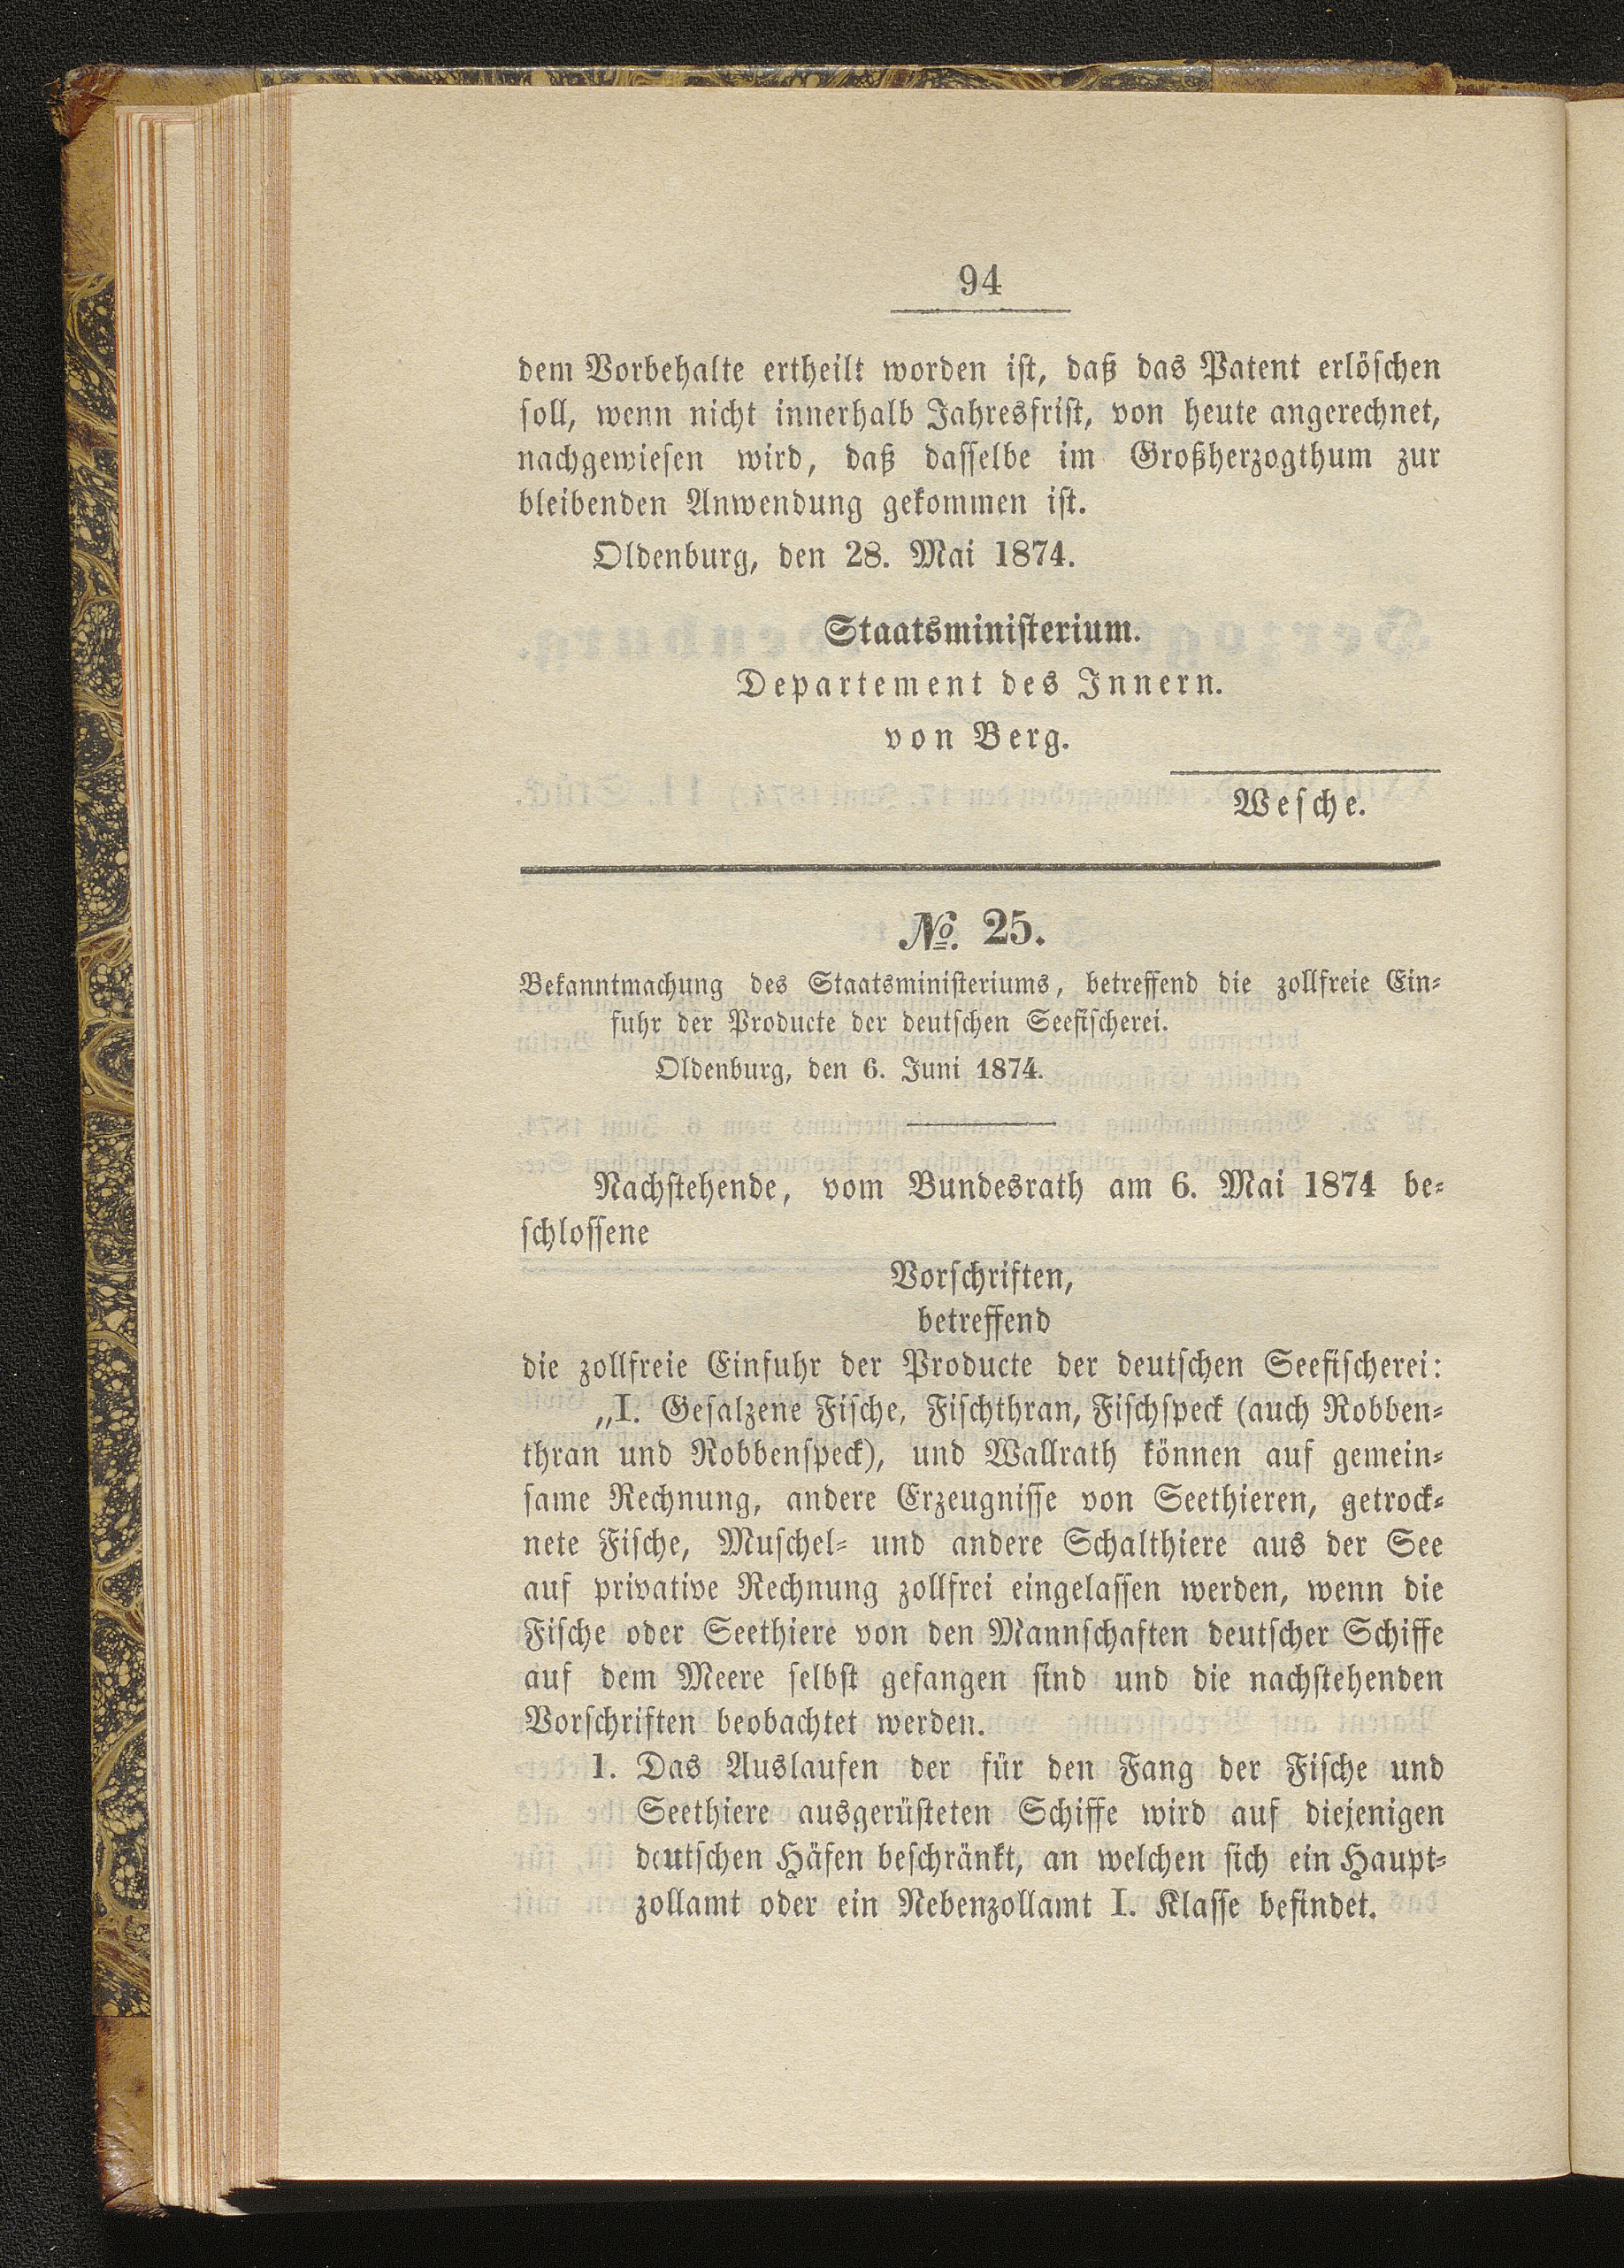 94
dem Vorbehalte ertheilt worden ist, daß das Patent erlöschen
soll, wenn nicht innerhalb Jahresfrist, von heute angerechnet,
nachgewiesen wird, daß dasselbe im Großherzogthum zur
bleibenden Anwendung gekommen ist.
Oldenburg, den 28. Mai 1874.
Staatsministerium.
Departement des Innern.
von Berg.
Wesche.
№. 25.
Bekanntmachung des Staatsministeriums, betreffend die zollfreie Ein-
fuhr der Producte der deutschen Seefischerei.
Oldenburg, den 6. Juni 1874.
Nachstehende, vom Bundesrath am 6. Mai 1874 be-
schlossene
Vorschriften,
betreffend
die zollfreie Einfuhr der Producte der deutschen Seefischerei:
„I. Gesalzene Fische, Fischthran, Fischspeck (auch Robben-
thran und Robbenspeck), und Wallrath können auf gemein-
same Rechnung, andere Erzeugnisse von Seethieren, getrock-
nete Fische, Muschel- und andere Schalthiere aus der See
auf privative Rechnung zollfrei eingelassen werden, wenn die
Fische oder Seethiere von den Mannschaften deutscher Schiffe
auf dem Meere selbst gefangen sind und die nachstehenden
Vorschriften beobachtet werden.
1. Das Auslaufen der für den Fang der Fische und
Seethiere ausgerüsteten Schiffe wird auf diejenigen
deutschen Häfen beschränkt, an welchen sich ein Haupt-
zollamt oder ein Nebenzollamt I. Klasse befindet.